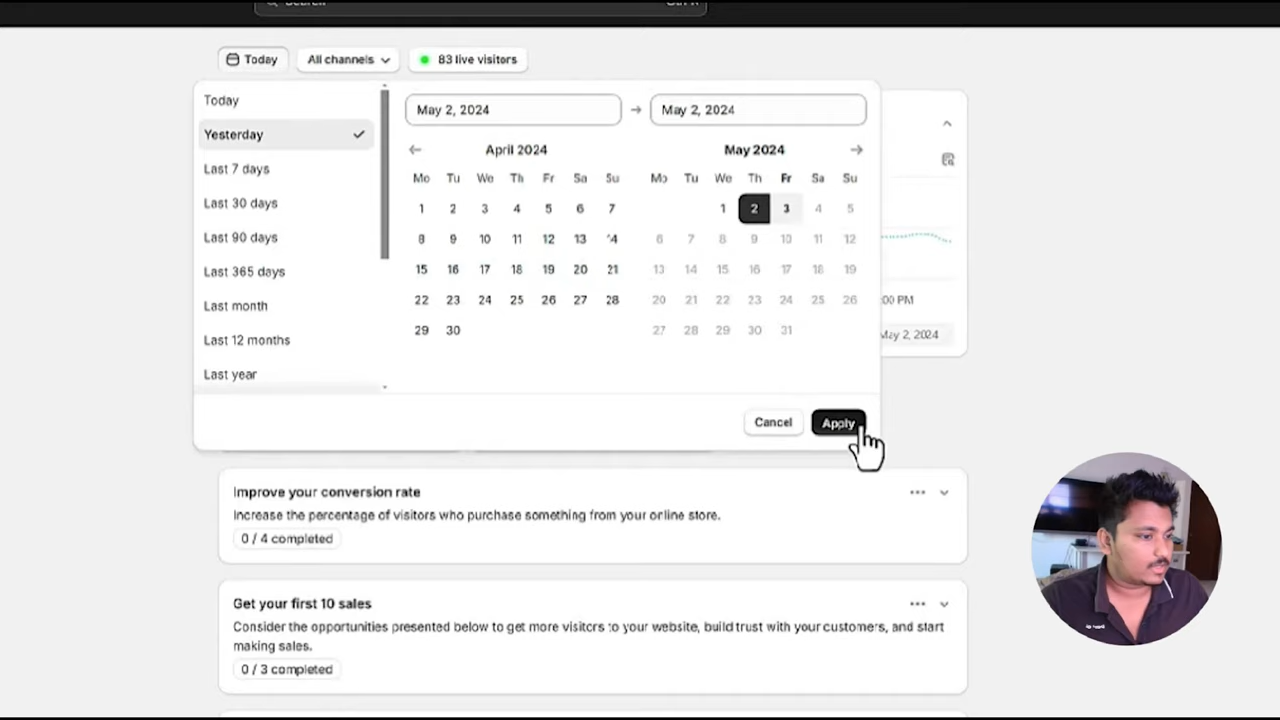 Today All channels 83 live visitors
Today
Yesterday
Last 7 days
Last 30 days
Last 90 days
Last 365 days
Last month
Last 12 months
Last year
May 2, 2024 → May 2, 2024
← April 2024
Mo Tu We Th Fr Sa Su
1 2 3 4 5 6 7
8 9 10 11 12 13 14
15 16 17 18 19 20 21
22 23 24 25 26 27 28
29 30
May 2024 →
Mo Tu We Th Fr Sa Su
1 2 3 4 5
6 7 8 9 10 11 12
13 14 15 16 17 18 19
20 21 22 23 24 25 26
27 28 29 30 31
:00 PM
May 2, 2024
Cancel Apply
Improve your conversion rate
Increase the percentage of visitors who purchase something from your online store.
0 / 4 completed
Get your first 10 sales
Consider the opportunities presented below to get more visitors to your website, build trust with your customers, and start
making sales.
0 / 3 completed